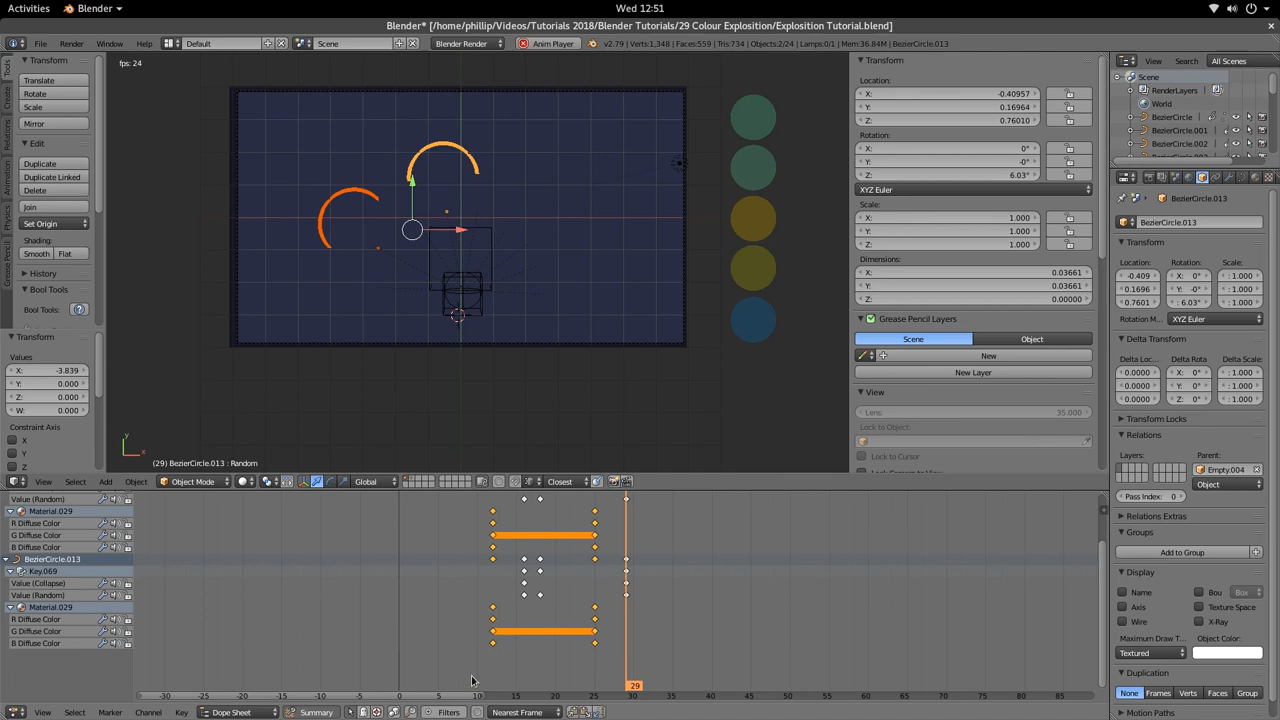 Activities Blender Wed 12:51
Blender* [/home/phillip/Videos/Tutorials 2018/Blender Tutorials/29 Colour Exposition/Exposition Tutorial.blend]
File Render Window Help Default Scene Blender Render Anim Player v2.79 | Verts:1,348 | Faces:559 | Tris:734 | Objects:2/24 | Lamps:0/1 | Mem:36.84M | BezierCircle.013
Tools
Create
Relations
Animation
Physics
Grease Pencil
Transform
Translate
Rotate
Scale
Mirror
Edit
Duplicate
Duplicate Linked
Delete
Join
Set Origin
Shading:
Smooth Flat
History
Bool Tools
Bool Tools: ?
Transform
Values
X: -3.839
Y: 0.000
Z: 0.000
W: 0.000
Constraint Axis
X
Y
Z
fps: 24
y
x
(29) BezierCircle.013 : Random
Transform
Location:
X: -0.40957
Y: 0.16964
Z: 0.76010
Rotation:
X: 0°
Y: -0°
Z: 6.03°
XYZ Euler
Scale:
X: 1.000
Y: 1.000
Z: 1.000
Dimensions:
X: 0.03661
Y: 0.03661
Z: 0.00000
Grease Pencil Layers
Scene Object
New
New Layer
View
Lens: 35.000
Lock to Object:
Lock to Cursor
View Search All Scenes
Scene
RenderLayers
World
BezierCircle
BezierCircle.001
BezierCircle.002
BezierCircle.013
BezierCircle.013
Transform
Location: Rotation: Scale:
-0.409 X: 0° : 1.000
0.1696 Y: -0° : 1.000
0.7601 : 6.03° : 1.000
Rotation M... XYZ Euler
Delta Transform
Delta Loc... Delta Rota Delta Scale:
0.0000 X: 0° : 1.000
0.0000 Y: 0° : 1.000
0.0000 Z: 0° : 1.000
Transform Locks
Relations
Layers: Parent:
Empty.004
Object
Pass Index: 0
Relations Extras
Groups
Add to Group
Display
Name Bou Box
Axis Texture Space
Wire X-Ray
Maximum Draw T... Object Color:
Textured
Duplication
None Frames Verts Faces Group
Motion Paths
View Select Add Object Object Mode Global Closest
Value (Random)
Material.029
R Diffuse Color
G Diffuse Color
B Diffuse Color
BezierCircle.013
Key.069
Value (Collapse)
Value (Random)
Material.029
R Diffuse Color
G Diffuse Color
B Diffuse Color
29
-30 -25 -20 -15 -10 -5 0 5 10 15 20 25 30 35 40 45 50 55 60 65 70 75 80 85
View Select Marker Channel Key Dope Sheet Summary Filters Nearest Frame